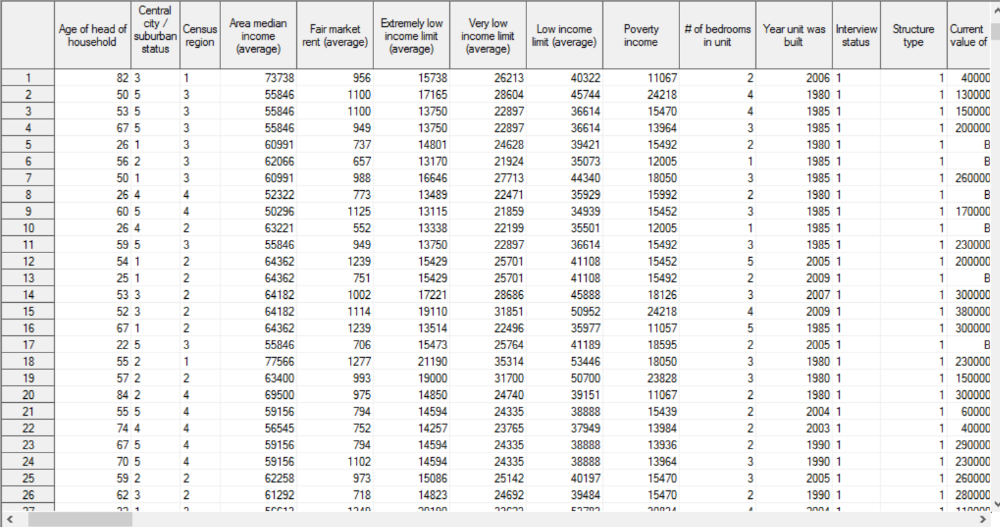 Age of head of household Central city / suburban status Census region Area median income (average) Fair market rent (average) Extremely low income limit (average) Very low income limit (average) Low income limit (average) Poverty income # of bedrooms in unit Year unit was built Interview status Structure type Current value of
1 82 3 1 73738 956 15738 26213 40322 11067 2 2006 1 1 40000
2 50 5 3 55846 1100 17165 28604 45744 24218 4 1980 1 1 130000
3 53 5 3 55846 1100 13750 22897 36614 15470 4 1985 1 1 150000
4 67 5 3 55846 949 13750 22897 36614 13964 3 1985 1 1 200000
5 26 1 3 60991 737 14801 24628 39421 15492 2 1980 1 1 B
6 56 2 3 62066 657 13170 21924 35073 12005 1 1985 1 1 B
7 50 1 3 60991 988 16646 27713 44340 18050 3 1985 1 1 260000
8 26 4 4 52322 773 13489 22471 35929 15992 2 1980 1 1 B
9 60 5 4 50296 1125 13115 21859 34939 15452 3 1985 1 1 170000
10 26 4 2 63221 552 13338 22199 35501 12005 1 1985 1 1 B
11 59 5 3 55846 949 13750 22897 36614 15492 3 1985 1 1 230000
12 54 1 2 64362 1239 15429 25701 41108 15452 5 2005 1 1 200000
13 25 1 2 64362 751 15429 25701 41108 15492 2 2009 1 1 B
14 53 3 2 64182 1002 17221 28686 45888 18126 3 2007 1 1 300000
15 52 3 2 64182 1114 19110 31851 50952 24218 4 2009 1 1 380000
16 67 1 2 64362 1239 13514 22496 35977 11057 5 1985 1 1 300000
17 22 5 3 55846 706 15473 25764 41189 18595 2 2005 1 1 B
18 55 2 1 77566 1277 21190 35314 53446 18050 3 1980 1 1 230000
19 57 2 2 63400 993 19000 31700 50700 23828 3 1980 1 1 150000
20 84 2 4 69500 975 14850 24740 39151 11067 2 1980 1 1 300000
21 55 5 4 59156 794 14594 24335 38888 15439 2 2004 1 1 60000
22 74 4 4 56545 752 14257 23765 37949 13984 2 2003 1 1 40000
23 67 5 4 59156 794 14594 24335 38888 13936 2 1990 1 1 290000
24 70 5 4 59156 1102 14594 24335 38888 13964 3 1990 1 1 230000
25 59 2 2 62258 973 15086 25142 40197 15470 3 2005 1 1 260000
26 62 3 2 61292 718 14823 24692 39484 15470 2 1990 1 1 280000